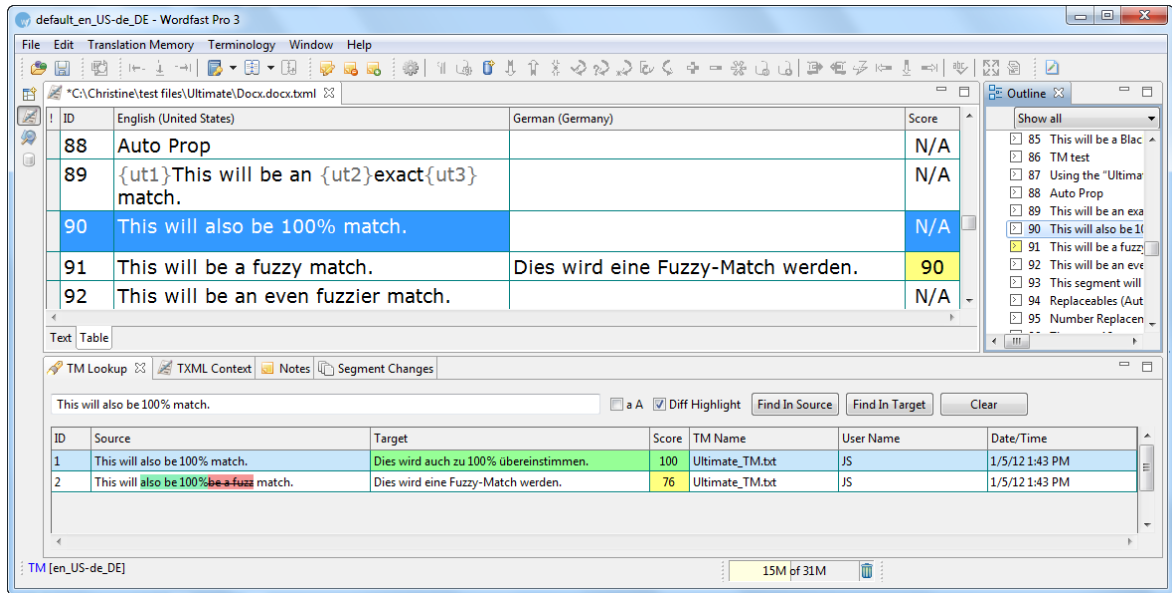 default_en_US-de_DE - Wordfast Pro 3
File Edit Translation Memory Terminology Window Help
*C:\Christine\test files\Ultimate\Docx.docx.txml
! ID English (United States) German (Germany) Score
88 Auto Prop N/A
89 {ut1}This will be an {ut2}exact{ut3} N/A
match.
90 This will also be 100% match. N/A
91 This will be a fuzzy match. Dies wird eine Fuzzy-Match werden. 90
92 This will be an even fuzzier match. N/A
Text Table
Outline
Show all
85 This will be a Blac
86 TM test
87 Using the "Ultima
88 Auto Prop
89 This will be an exa
90 This will also be 1(
91 This will be a fuzzy
92 This will be an eve
93 This segment will
94 Replaceables (Aut
95 Number Replacen
TM Lookup TXML Context Notes Segment Changes
This will also be 100% match. a A Diff Highlight Find In Source Find In Target Clear
ID Source Target Score TM Name User Name Date/Time
1 This will also be 100% match. Dies wird auch zu 100% übereinstimmen. 100 Ultimate_TM.txt JS 1/5/12 1:43 PM
2 This will also be 100%be a fuzz match. Dies wird eine Fuzzy-Match werden. 76 Ultimate_TM.txt JS 1/5/12 1:43 PM
TM [en_US-de_DE] 15M of 31M